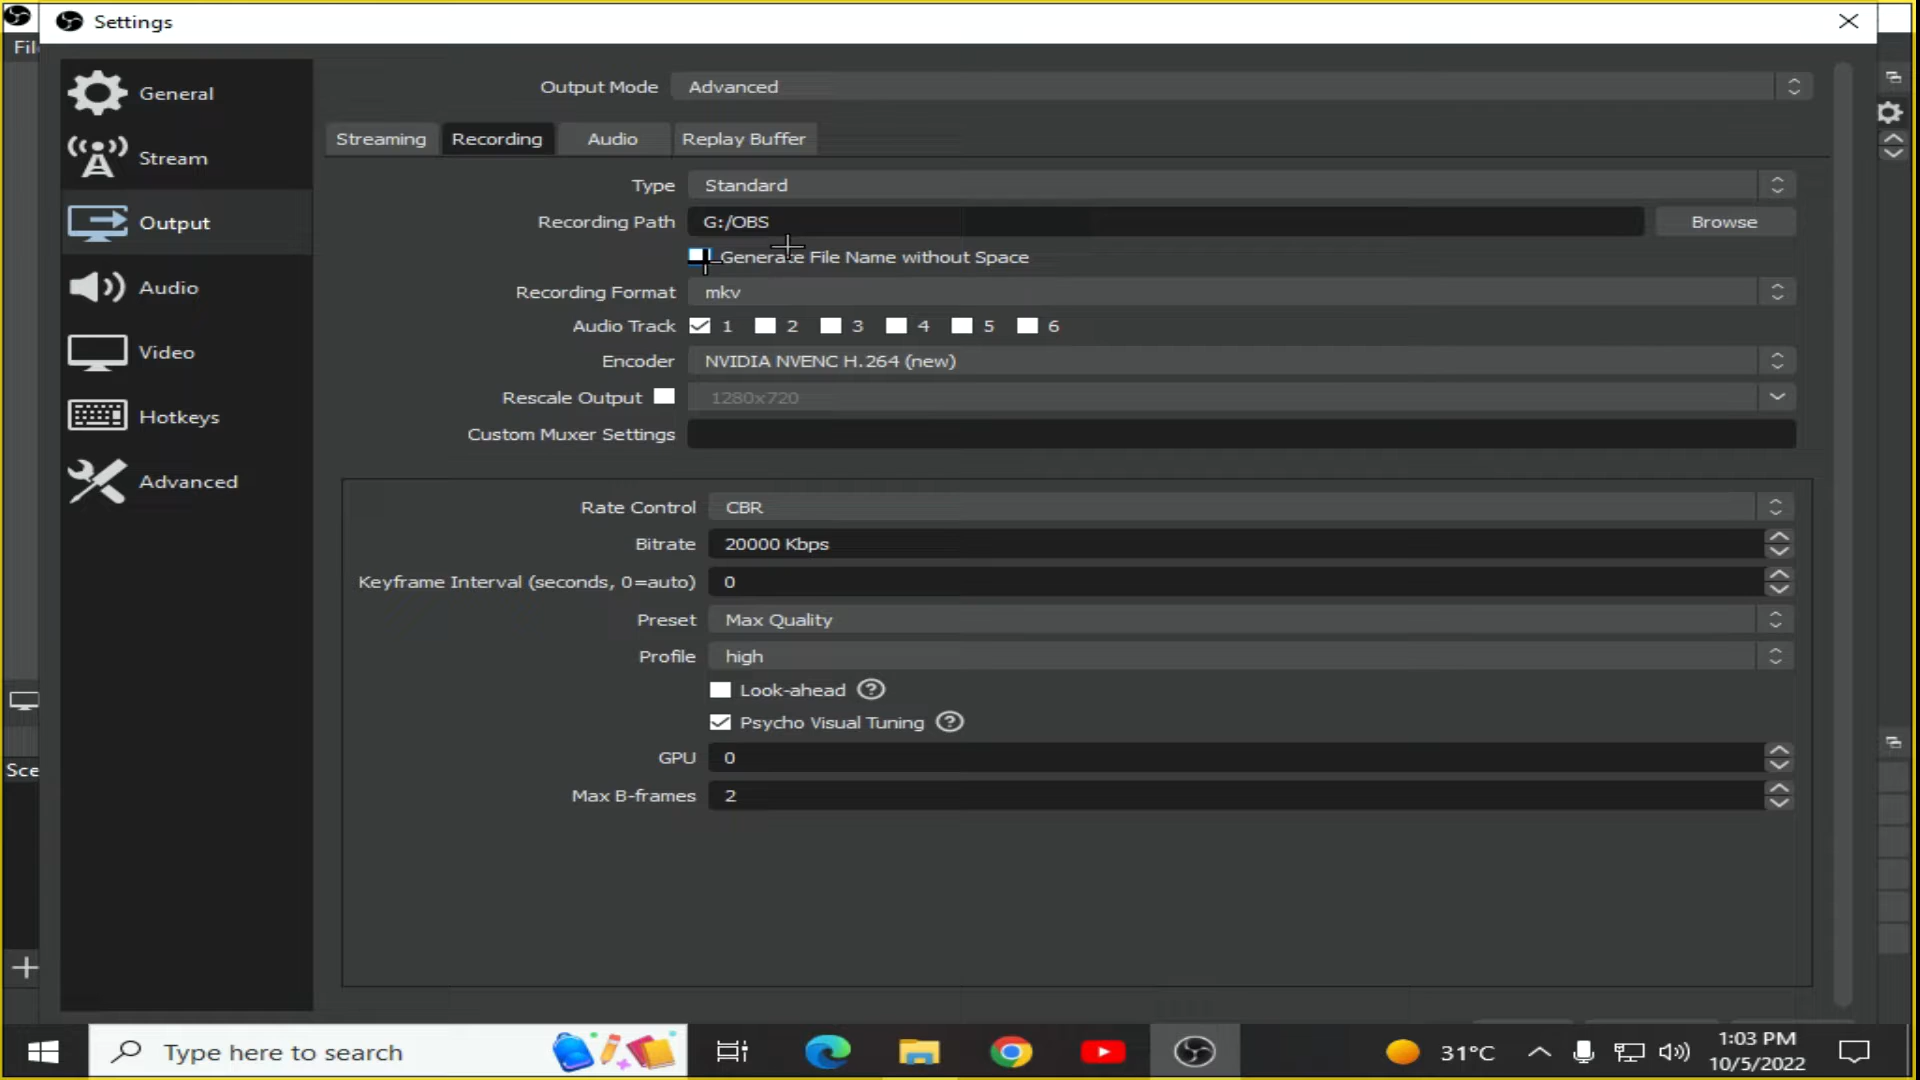 Settings
File
General
Stream
Output
Audio
Video
Hotkeys
Advanced
Output Mode Advanced
Streaming Recording Audio Replay Buffer
Type Standard
Recording Path G:/OBS Browse
Generate File Name without Space
Recording Format mkv
Audio Track 1 2 3 4 5 6
Encoder NVIDIA NVENC H.264 (new)
Rescale Output 1280x720
Custom Muxer Settings
Rate Control CBR
Bitrate 20000 Kbps
Keyframe Interval (seconds, 0=auto) 0
Preset Max Quality
Profile high
Look-ahead ?
Psycho Visual Tuning ?
GPU 0
Max B-frames 2
Sce
Type here to search
31°C
1:03 PM
10/5/2022